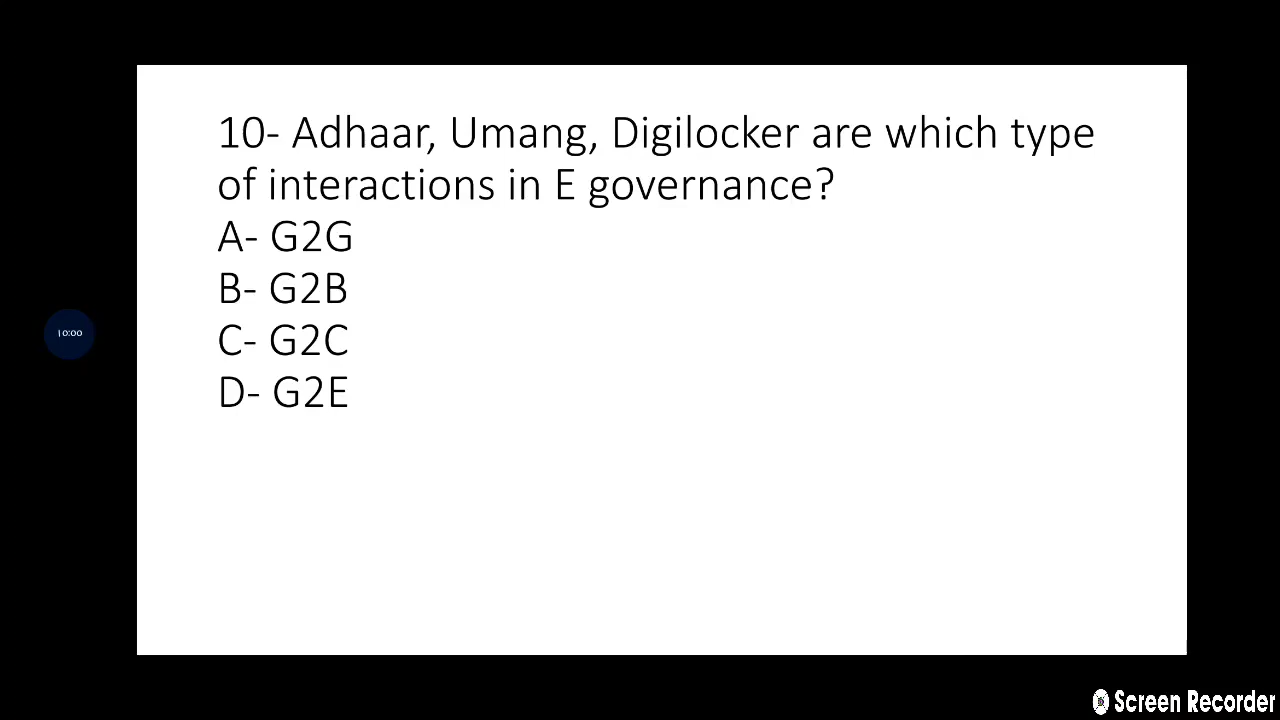 10- Adhaar, Umang, Digilocker are which type
of interactions in E governance?
A- G2G
B- G2B
C- G2C
D- G2E
10:00
Screen Recorder